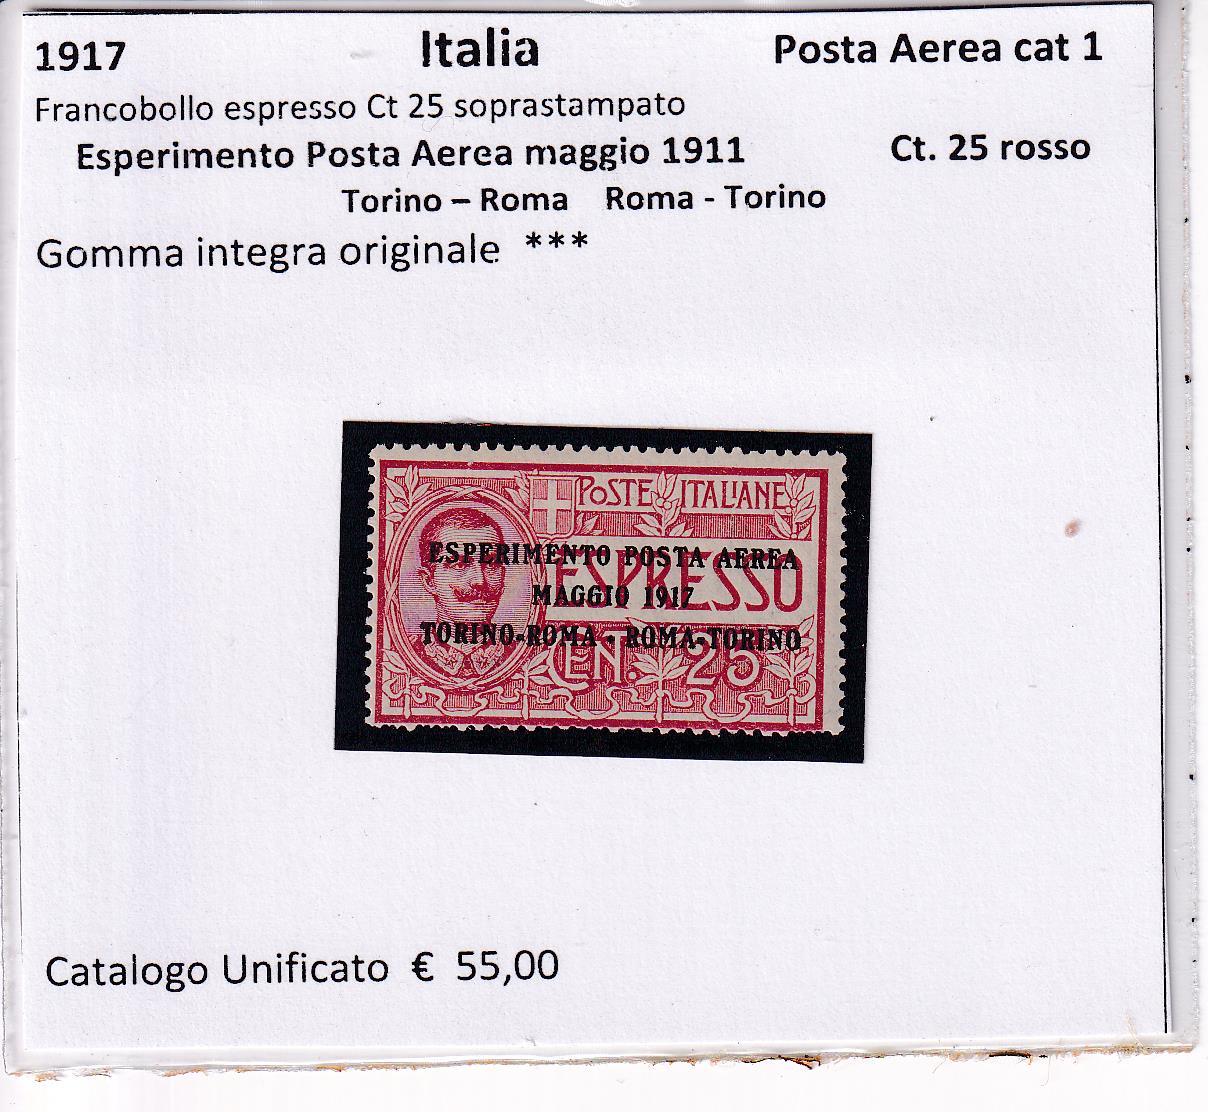 1917 Italia Posta Aerea cat 1
Francobollo espresso Ct 25 soprastampato
Esperimento Posta Aerea maggio 1911 Ct. 25 rosso
Torino – Roma Roma - Torino
Gomma integra originale ***
POSTE ITALIANE
ESPERIMENTO POSTA AEREA
ESPRESSO
MAGGIO 1917
TORINO-ROMA - ROMA-TORINO
CEN. 25
Catalogo Unificato € 55,00